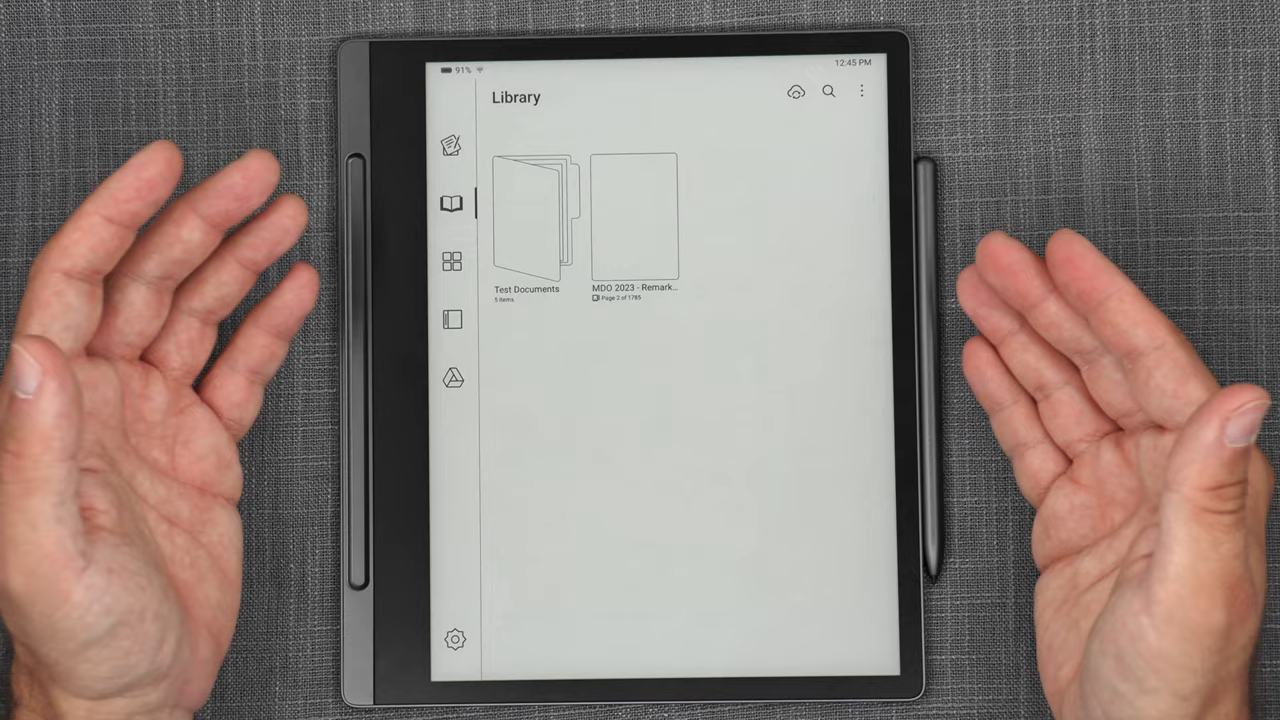 91%
12:45 PM
Library
Test Documents
5 items
MDO 2023 - Remark...
Page 2 of 1785